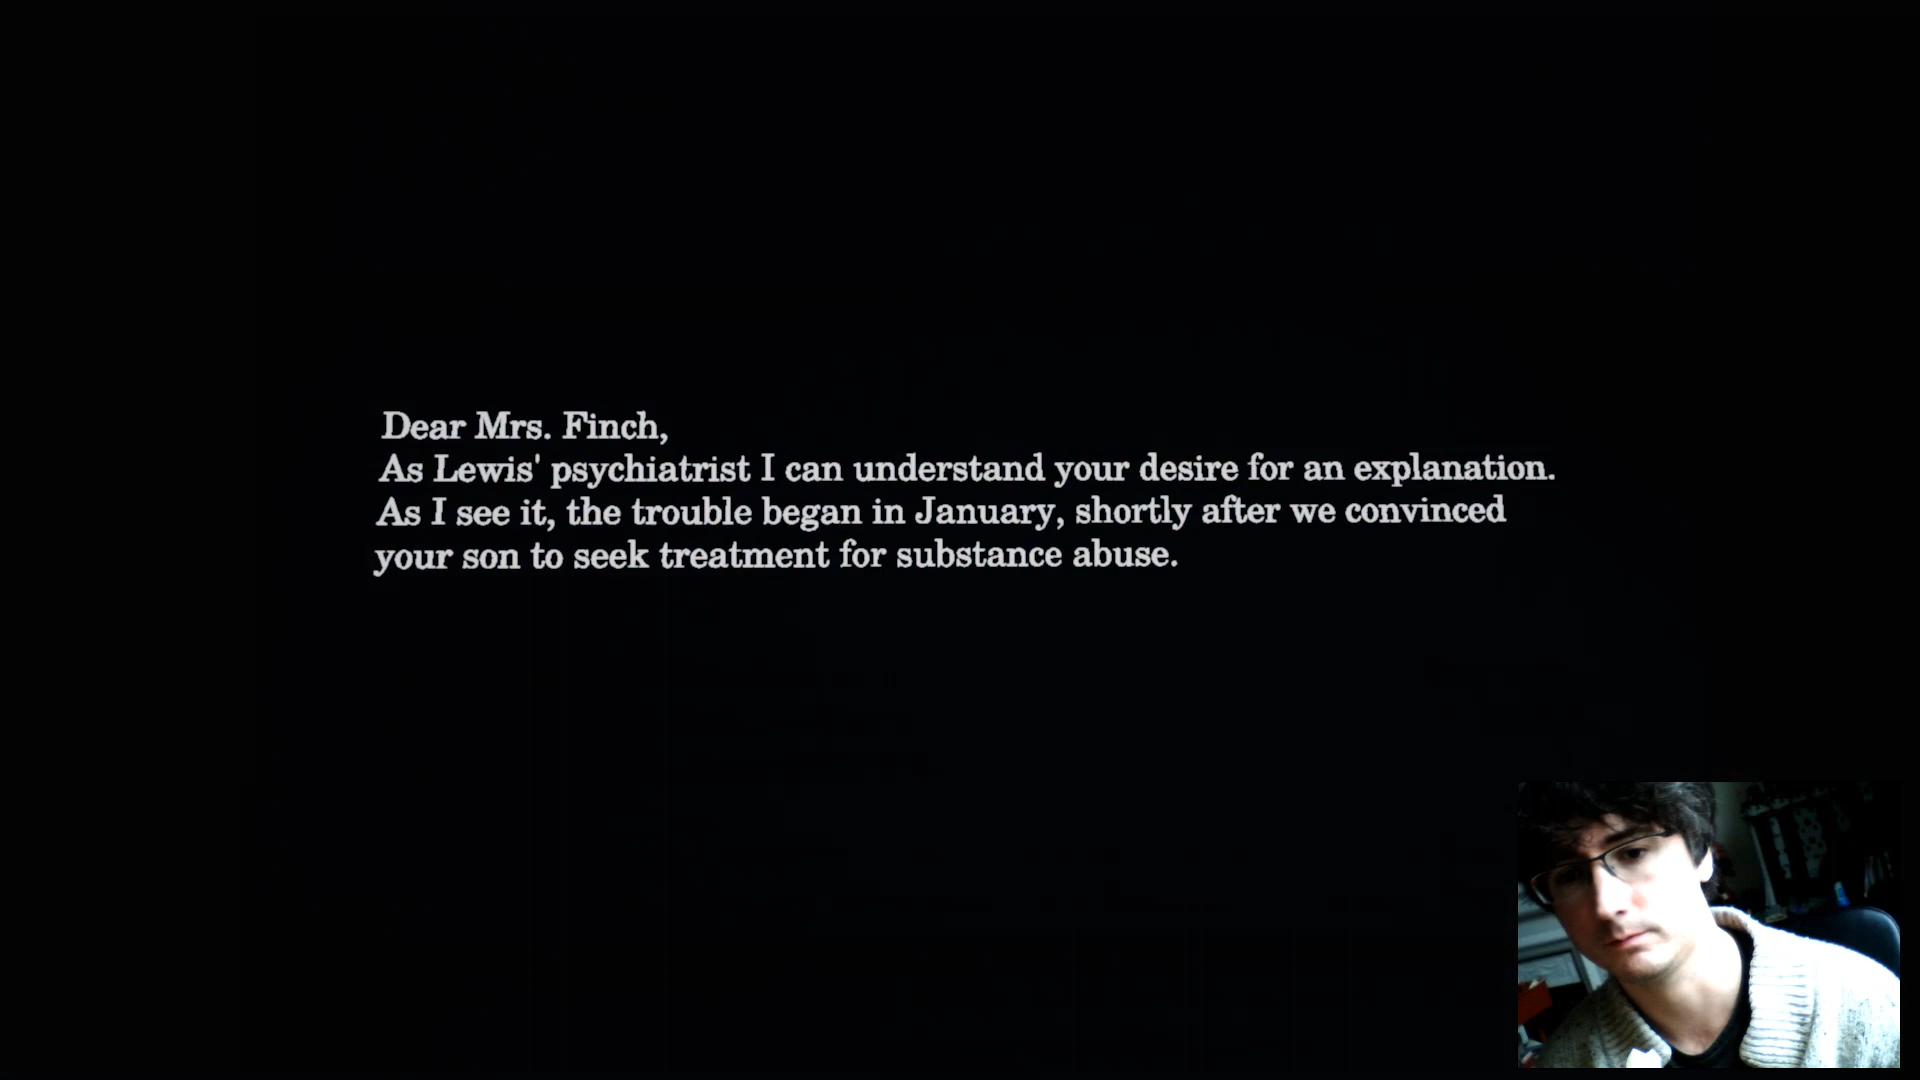 Dear Mrs. Finch,
As Lewis' psychiatrist I can understand your desire for an explanation.
As I see it, the trouble began in January, shortly after we convinced
your son to seek treatment for substance abuse.